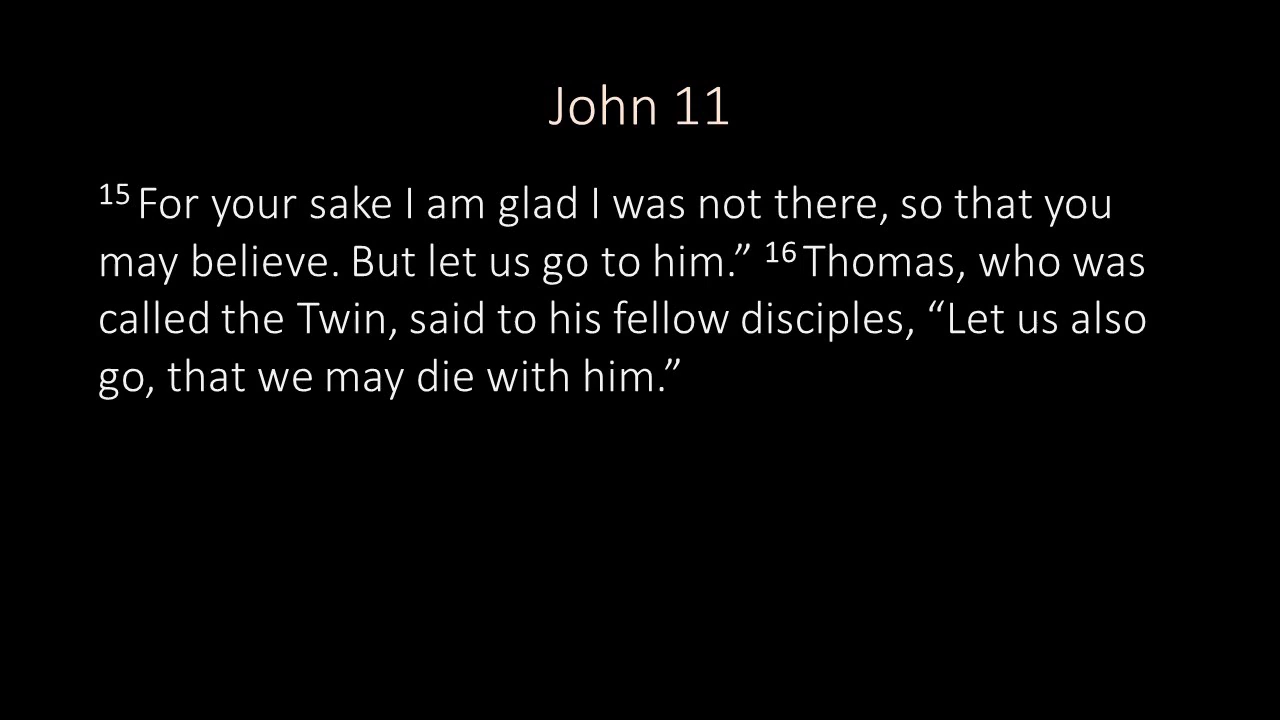 John 11
15 For your sake I am glad I was not there, so that you
may believe. But let us go to him.” 16 Thomas, who was
called the Twin, said to his fellow disciples, “Let us also
go, that we may die with him.”